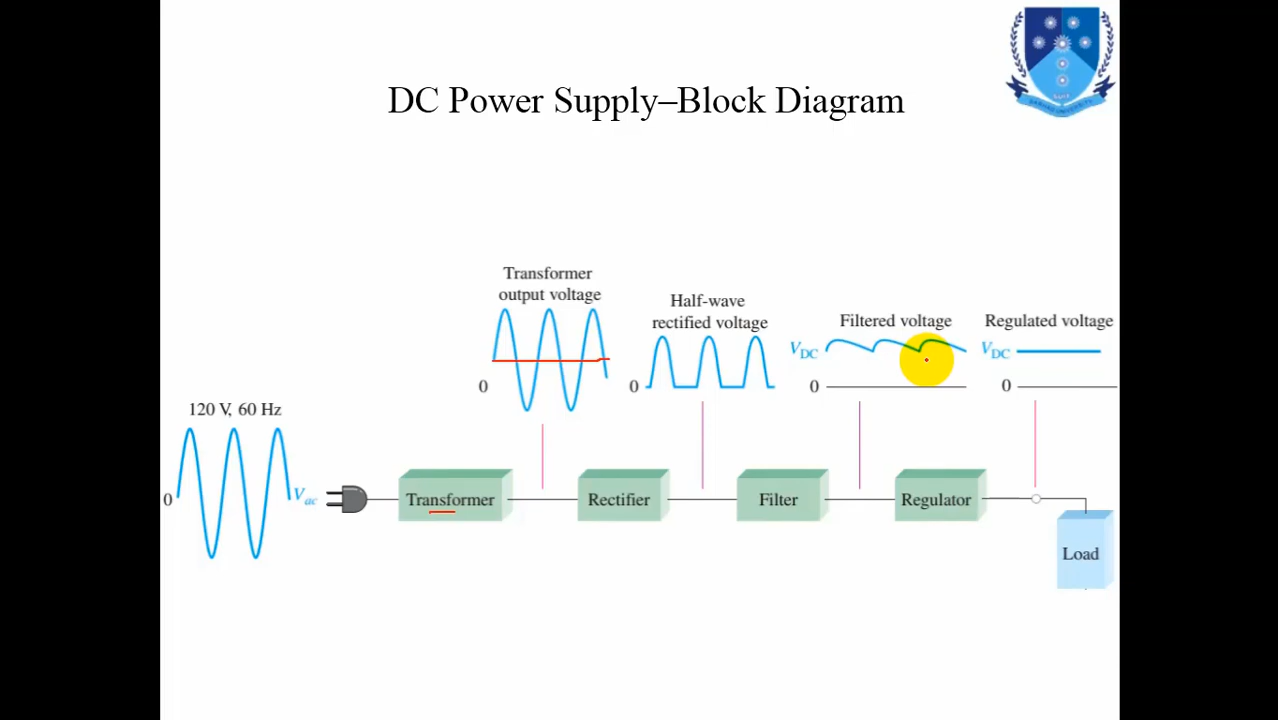 DC Power Supply–Block Diagram
Transformer
output voltage
0
Half-wave
rectified voltage
0
Filtered voltage
VDC
0
Regulated voltage
VDC
0
120 V, 60 Hz
0
Vac
Transformer
Rectifier
Filter
Regulator
Load